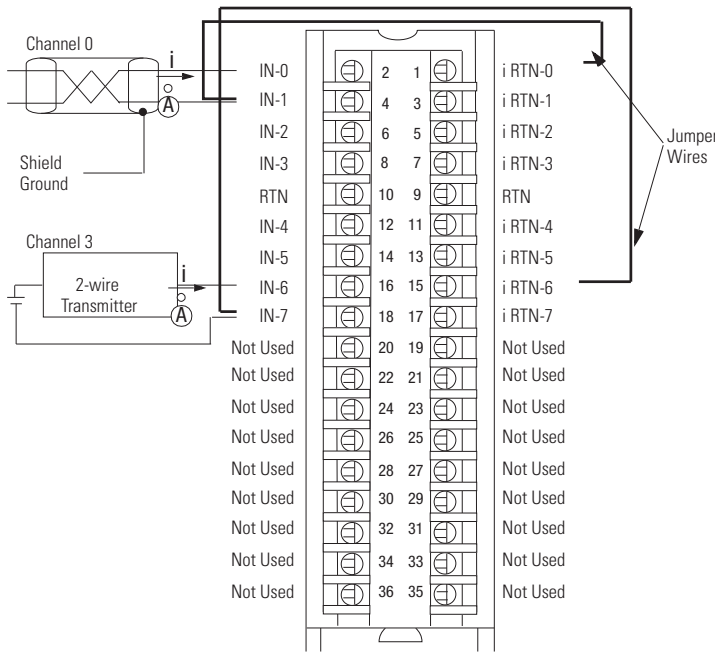 Channel 0
i
A
Shield
Ground
Channel 3
2-wire
Transmitter
i
A
Jumper
Wires
IN-0 2 1 i RTN-0
IN-1 4 3 i RTN-1
IN-2 6 5 i RTN-2
IN-3 8 7 i RTN-3
RTN 10 9 RTN
IN-4 12 11 i RTN-4
IN-5 14 13 i RTN-5
IN-6 16 15 i RTN-6
IN-7 18 17 i RTN-7
Not Used 20 19 Not Used
Not Used 22 21 Not Used
Not Used 24 23 Not Used
Not Used 26 25 Not Used
Not Used 28 27 Not Used
Not Used 30 29 Not Used
Not Used 32 31 Not Used
Not Used 34 33 Not Used
Not Used 36 35 Not Used